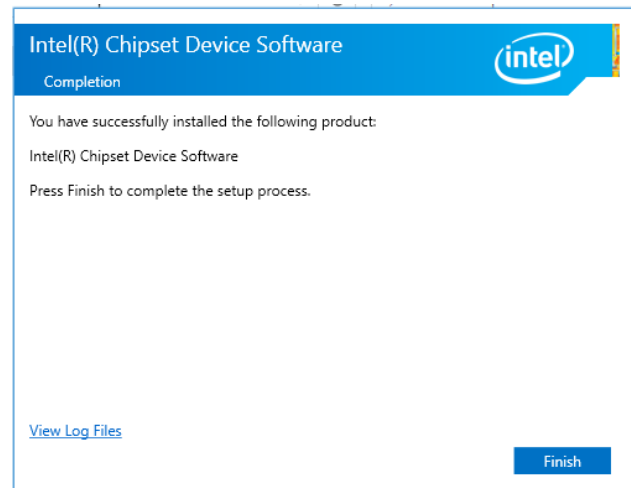 Intel(R) Chipset Device Software
intel
Completion
You have successfully installed the following product:
Intel(R) Chipset Device Software
Press Finish to complete the setup process.
View Log Files
Finish